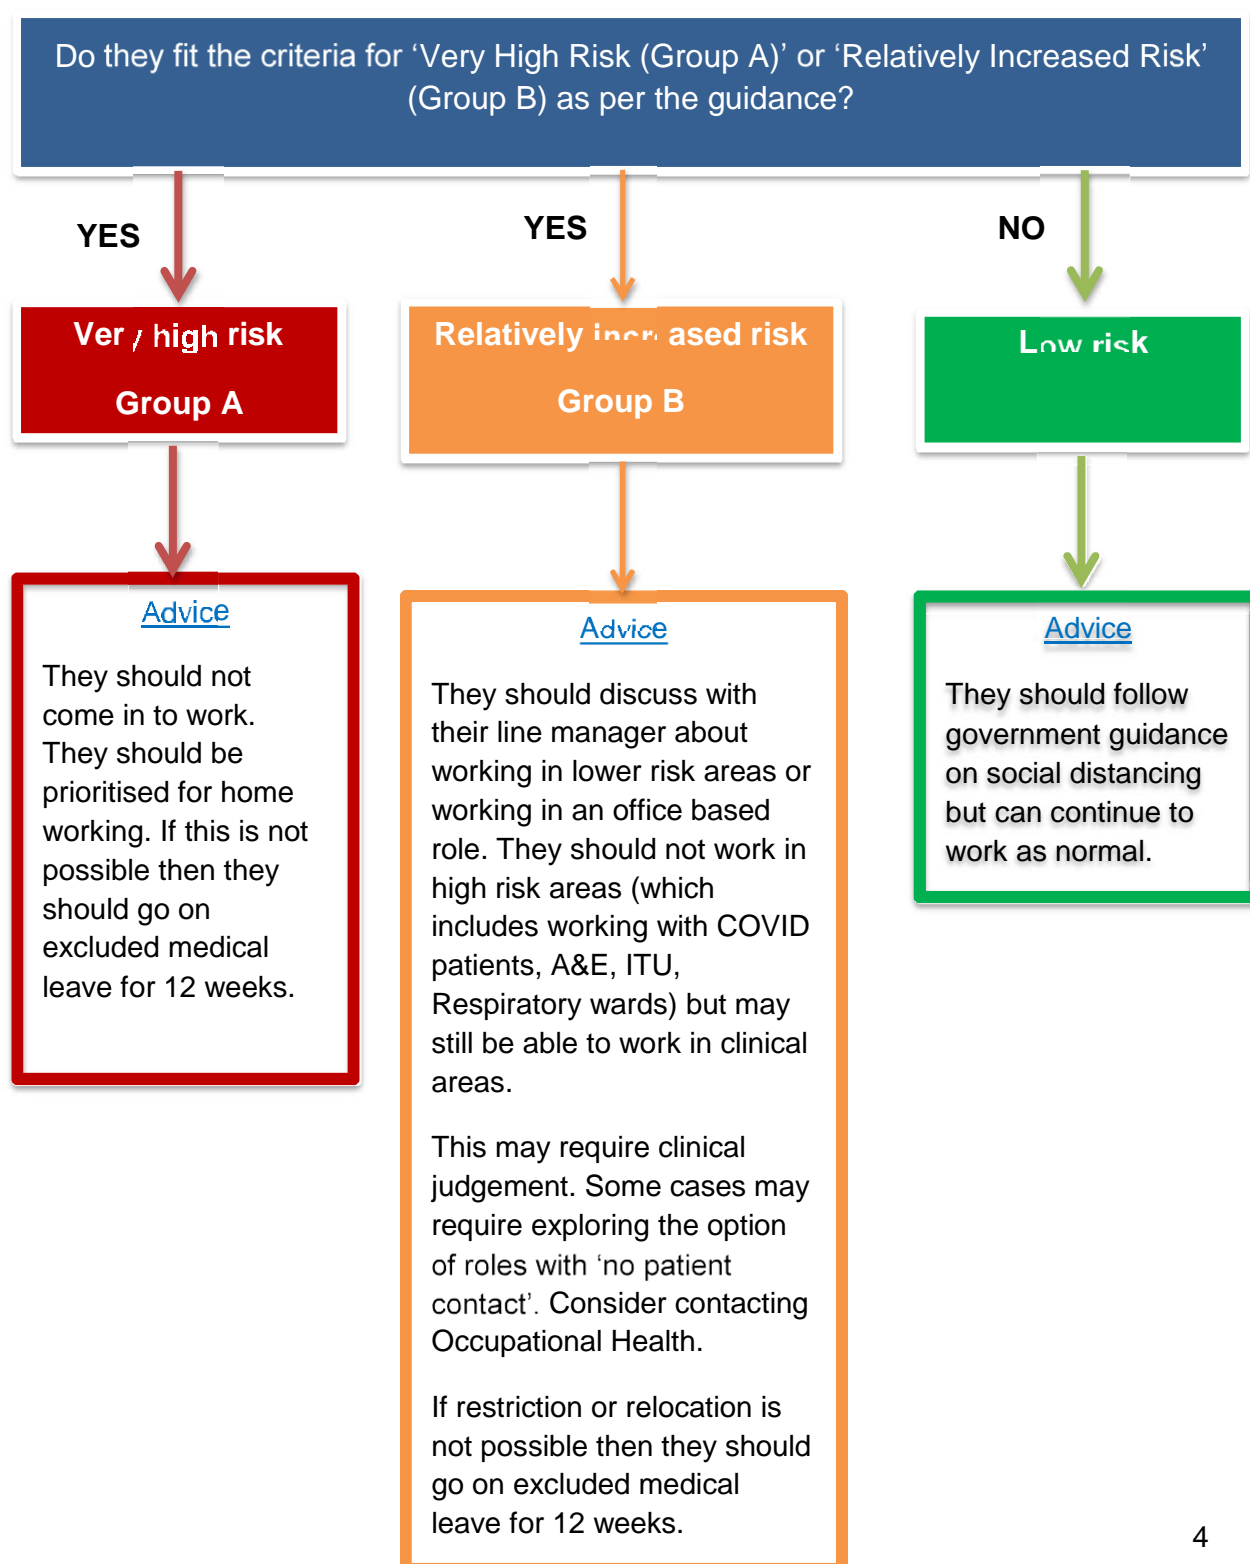 Do they fit the criteria for ‘Very High Risk (Group A)’ or ‘Relatively Increased Risk’
(Group B) as per the guidance?
YES
YES
NO
Very high risk
Group A
Relatively increased risk
Group B
Low risk
Advice
They should not
come in to work.
They should be
prioritised for home
working. If this is not
possible then they
should go on
excluded medical
leave for 12 weeks.
Advice
They should discuss with
their line manager about
working in lower risk areas or
working in an office based
role. They should not work in
high risk areas (which
includes working with COVID
patients, A&E, ITU,
Respiratory wards) but may
still be able to work in clinical
areas.
This may require clinical
judgement. Some cases may
require exploring the option
of roles with ‘no patient
contact’. Consider contacting
Occupational Health.
If restriction or relocation is
not possible then they should
go on excluded medical
leave for 12 weeks.
Advice
They should follow
government guidance
on social distancing
but can continue to
work as normal.
4